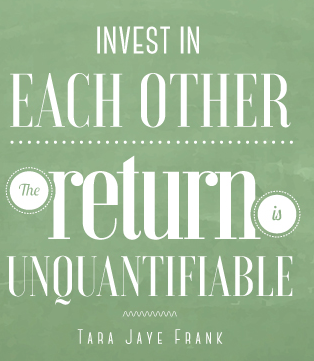 INVEST IN
EACH OTHER
The return is
UNQUANTIFIABLE
TARA JAYE FRANK